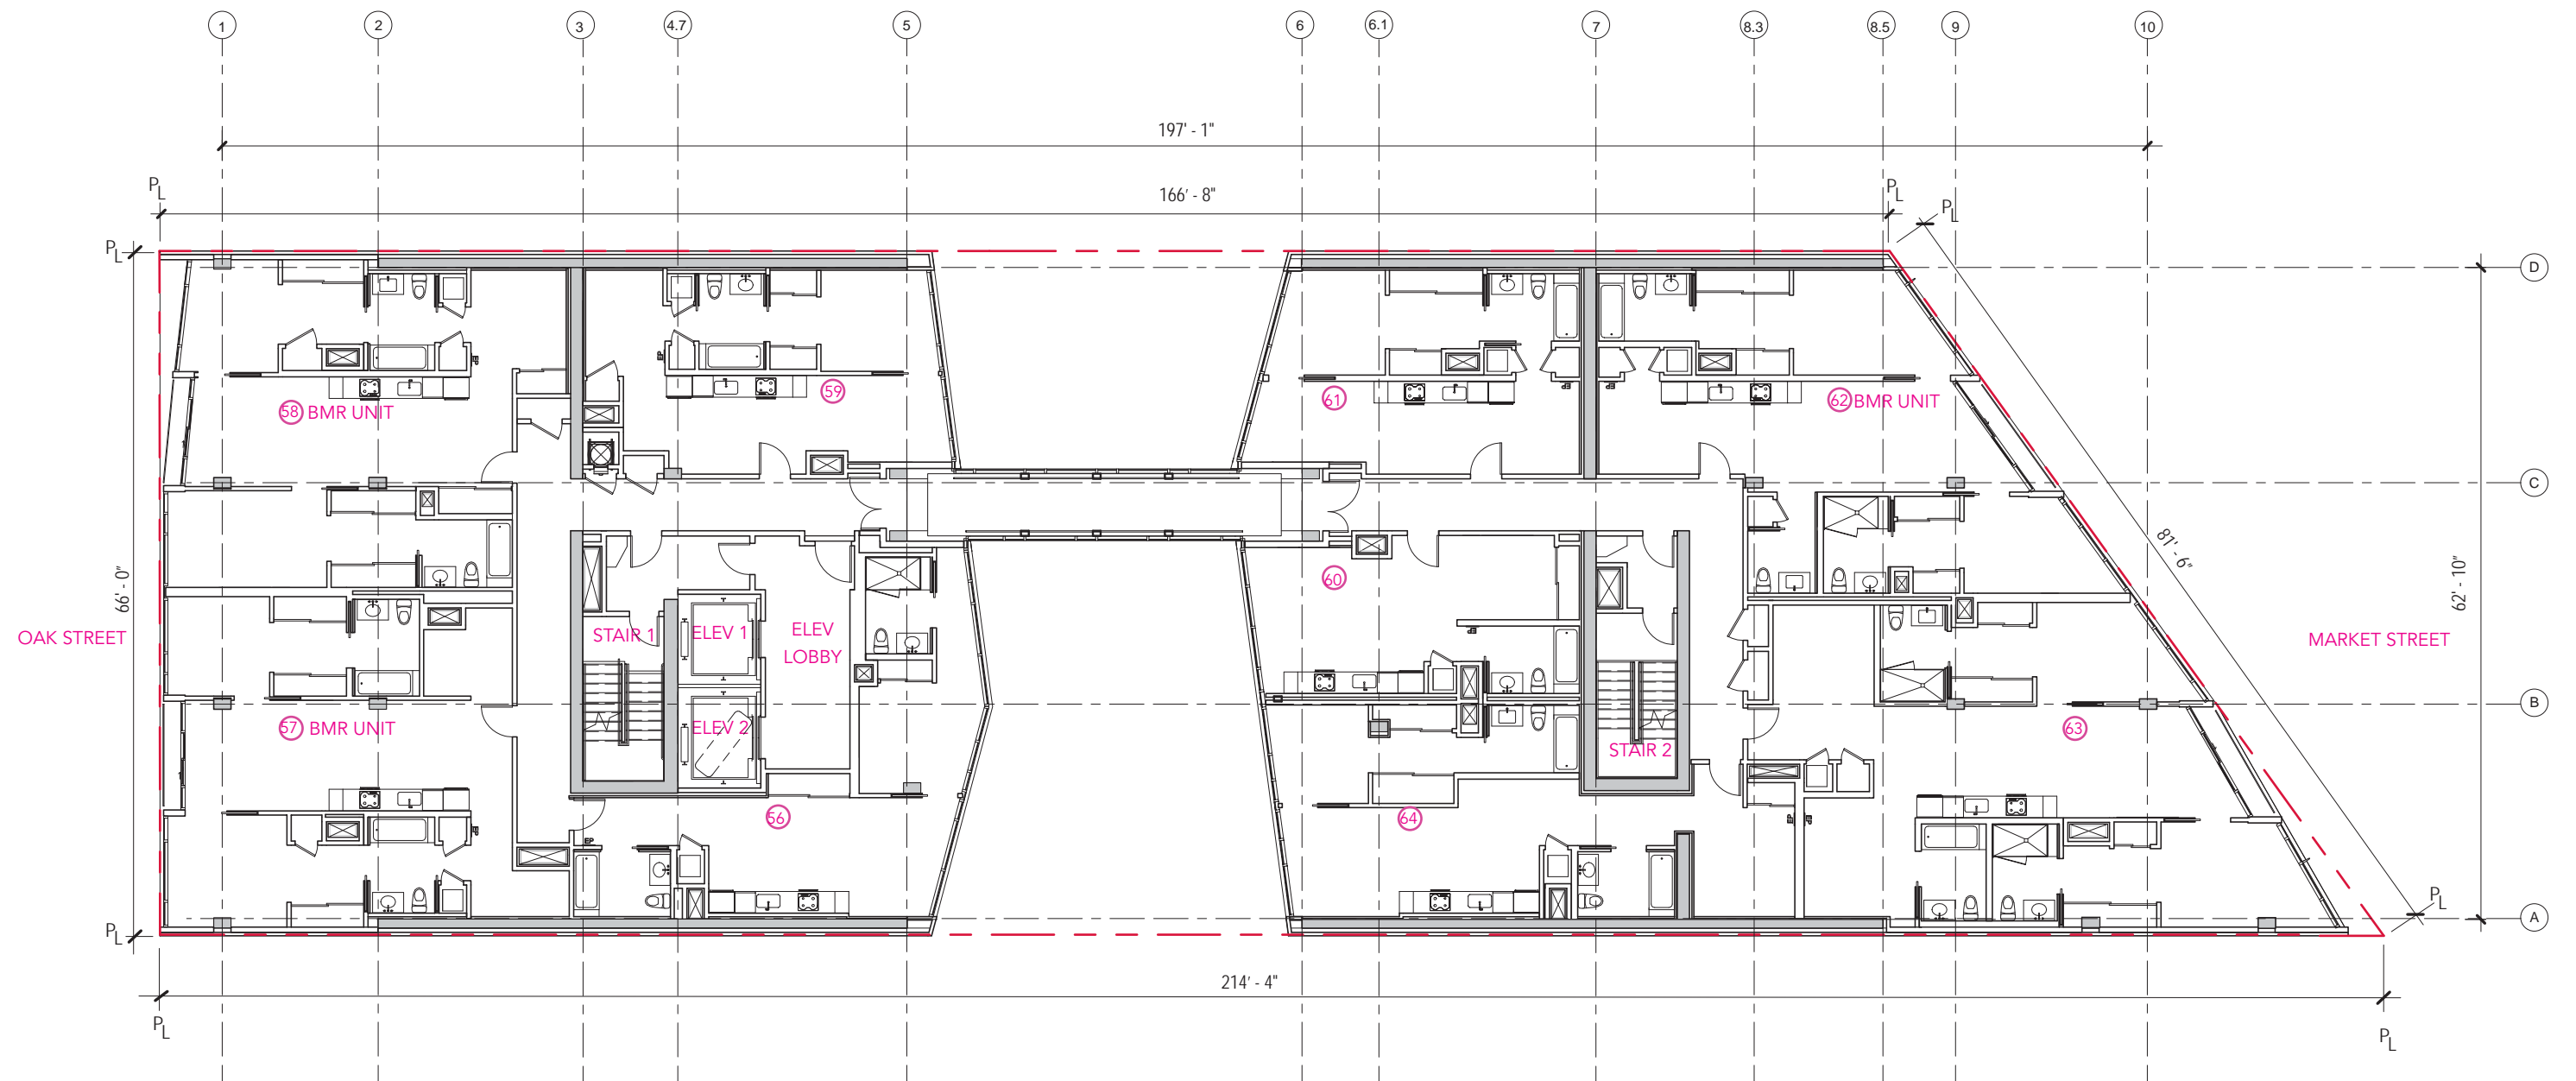 1 2 3 4.7 5 6 6.1 7 8.3 8.5 9 10
197' - 1"
166' - 8"
PL PL PL
PL
D
59
61
62 BMR UNIT
58 BMR UNIT
C
81' - 6"
60
66' - 0"
62' - 10"
OAK STREET
STAIR 1
ELEV 1
ELEV
LOBBY
MARKET STREET
B
57 BMR UNIT
ELEV 2
63
STAIR 2
56
64
PL
PL
A
214' - 4"
PL
PL